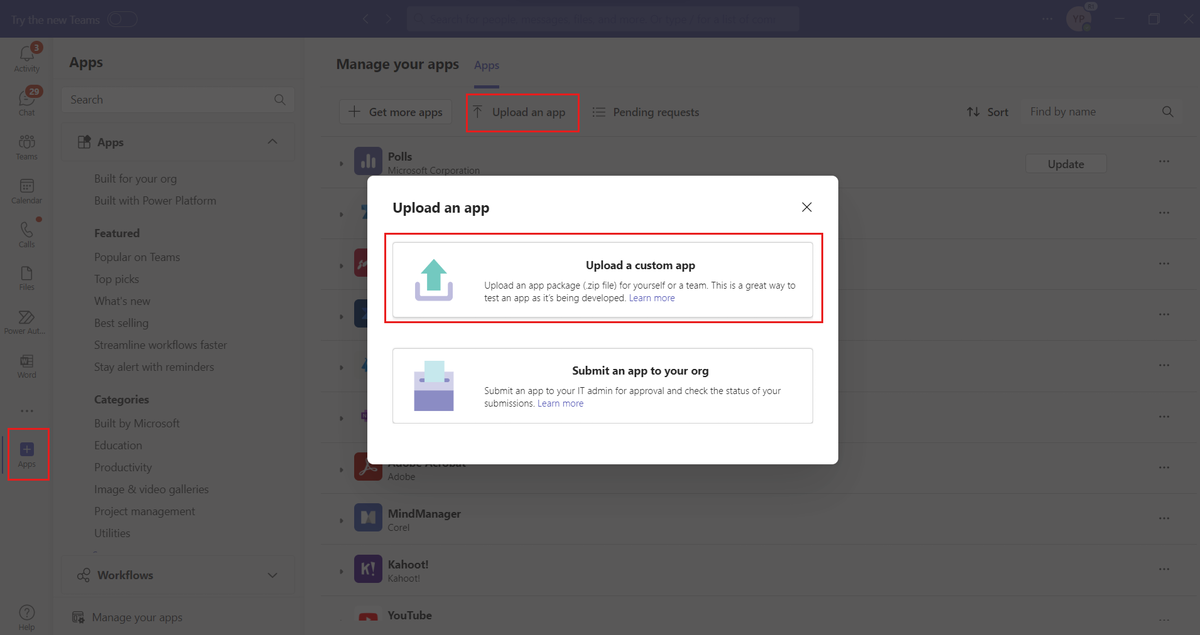 Try the new Teams
YP
Activity
3
Chat
29
Teams
Calendar
Calls
Files
Power Aut...
Word
Apps
Help
Apps
Search
Apps
Built for your org
Built with Power Platform
Featured
Popular on Teams
Top picks
What's new
Best selling
Streamline workflows faster
Stay alert with reminders
Categories
Built by Microsoft
Education
Productivity
Image & video galleries
Project management
Utilities
Workflows
Manage your apps
Manage your apps
Apps
Get more apps
Upload an app
Pending requests
Sort
Find by name
Polls
Microsoft Corporation
Update
Upload an app
Upload a custom app
Upload an app package (.zip file) for yourself or a team. This is a great way to
test an app as it's being developed. Learn more
Submit an app to your org
Submit an app to your IT admin for approval and check the status of your
submissions. Learn more
Adobe Acrobat
Adobe
MindManager
Corel
K!
Kahoot!
Kahoot!
YouTube